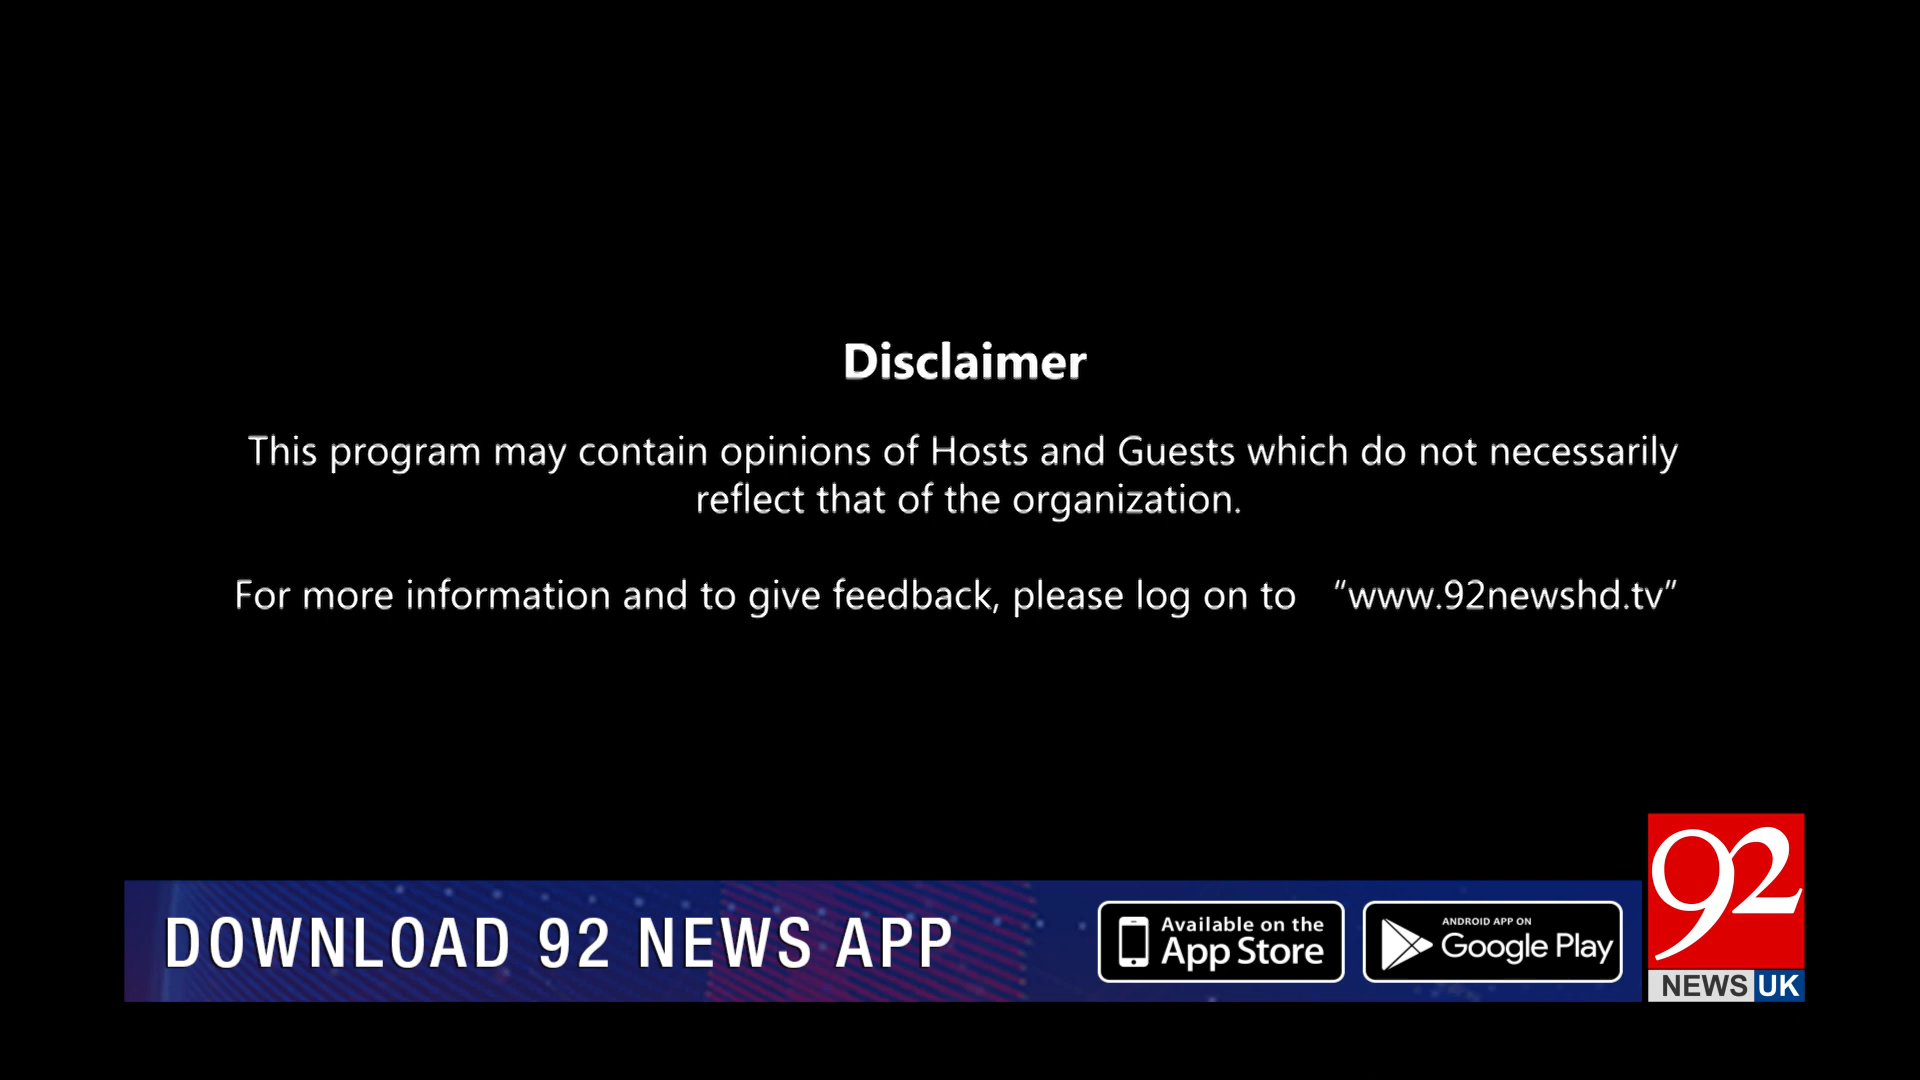 Disclaimer
This program may contain opinions of Hosts and Guests which do not necessarily
reflect that of the organization.
For more information and to give feedback, please log on to “www.92newshd.tv”
DOWNLOAD 92 NEWS APP
Available on the
App Store
ANDROID APP ON
Google Play
92
NEWS UK